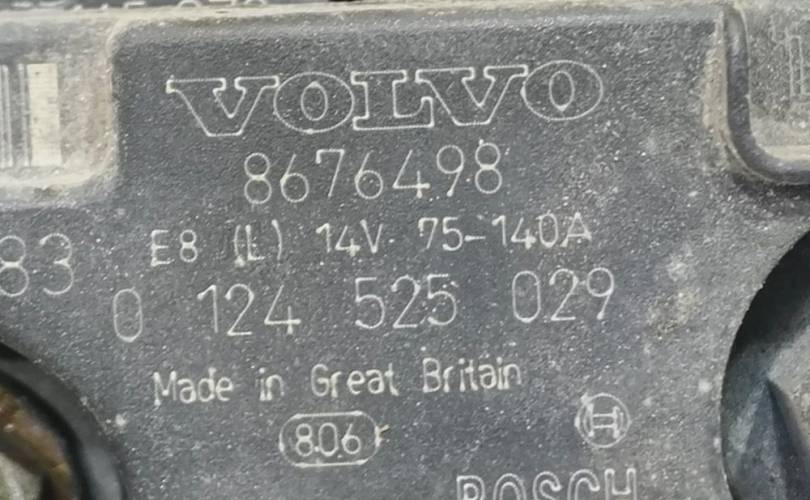 VOLVO
8676498
E8 (L) 14V 75-140A
83
0 124 525 029
Made in Great Britain
806
BOSCH